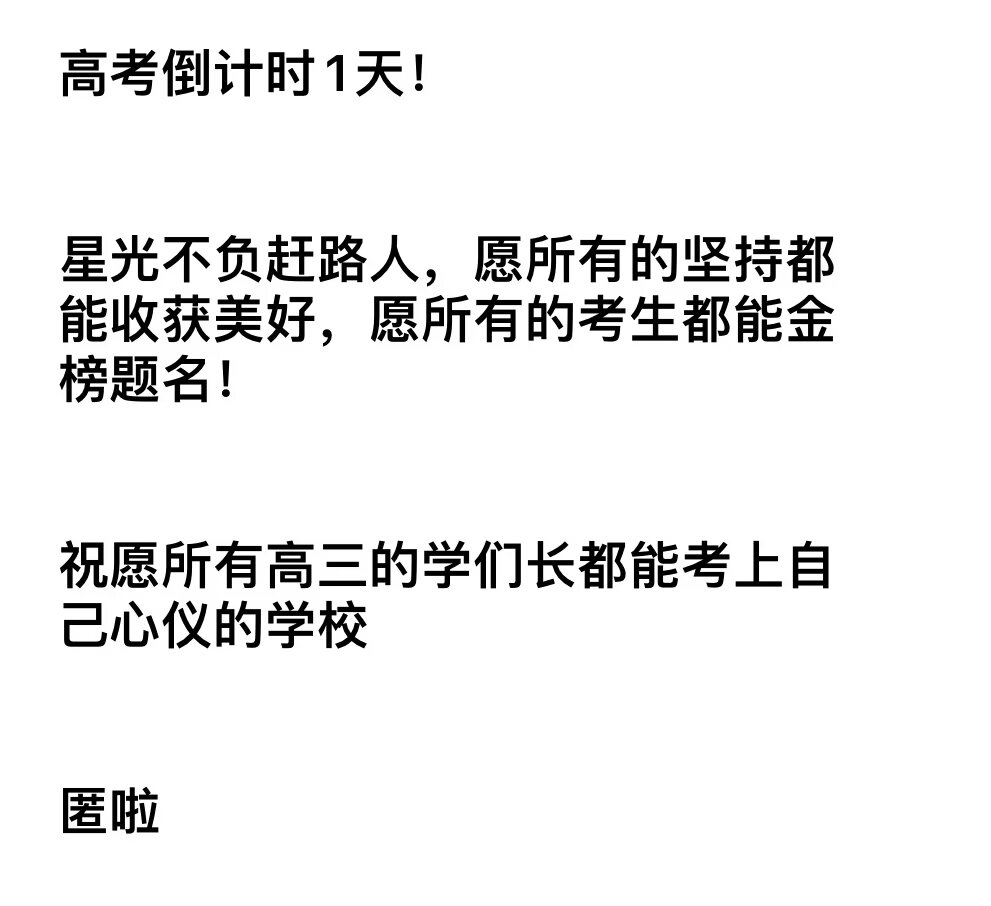 高考倒计时1天！
星光不负赶路人，愿所有的坚持都
能收获美好，愿所有的考生都能金
榜题名！
祝愿所有高三的学们长都能考上自
己心仪的学校
匿啦